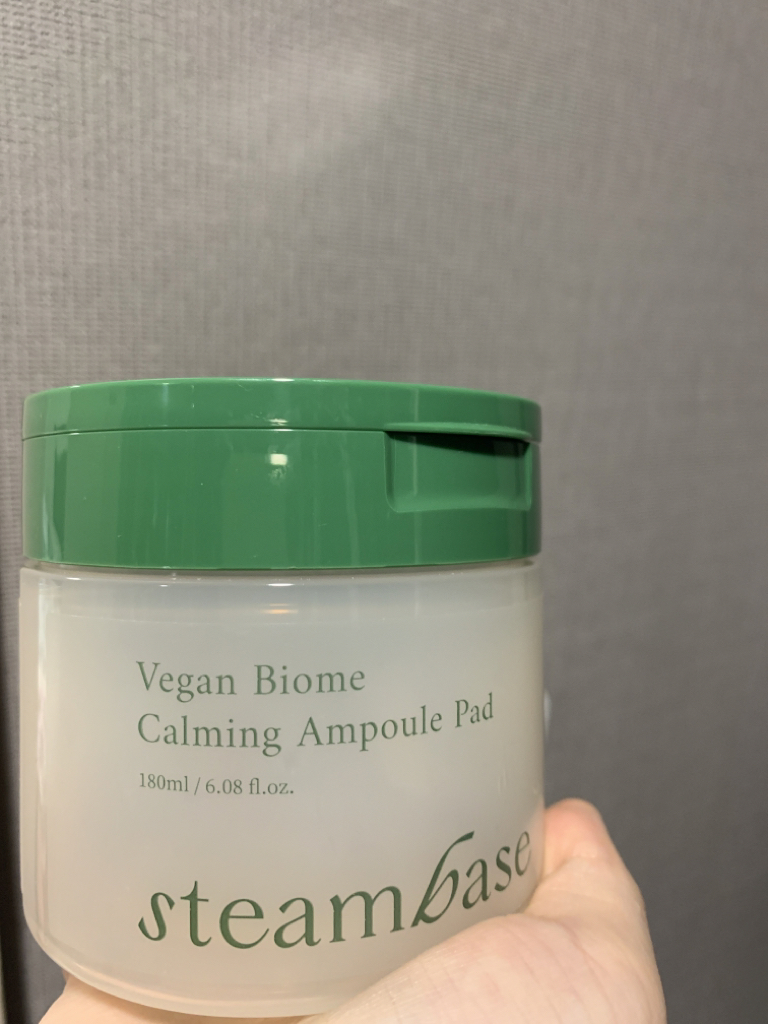 Vegan Biome
Calming Ampoule Pad
180ml / 6.08 fl.oz.
steambase